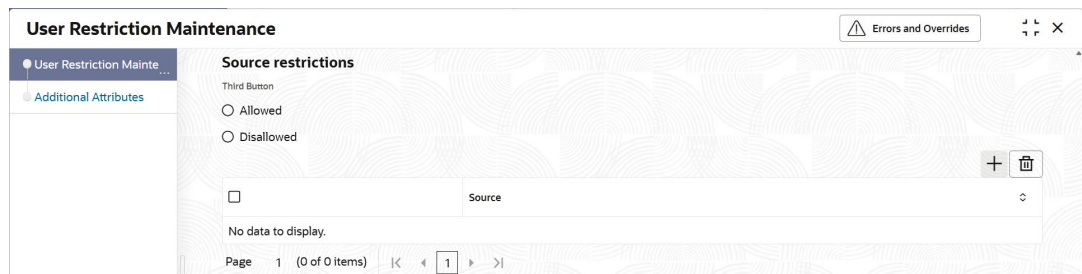 User Restriction Maintenance
Errors and Overrides
User Restriction Mainte...
Additional Attributes
Source restrictions
Third Button
Allowed
Disallowed
Source
No data to display.
Page 1 (0 of 0 items) 1